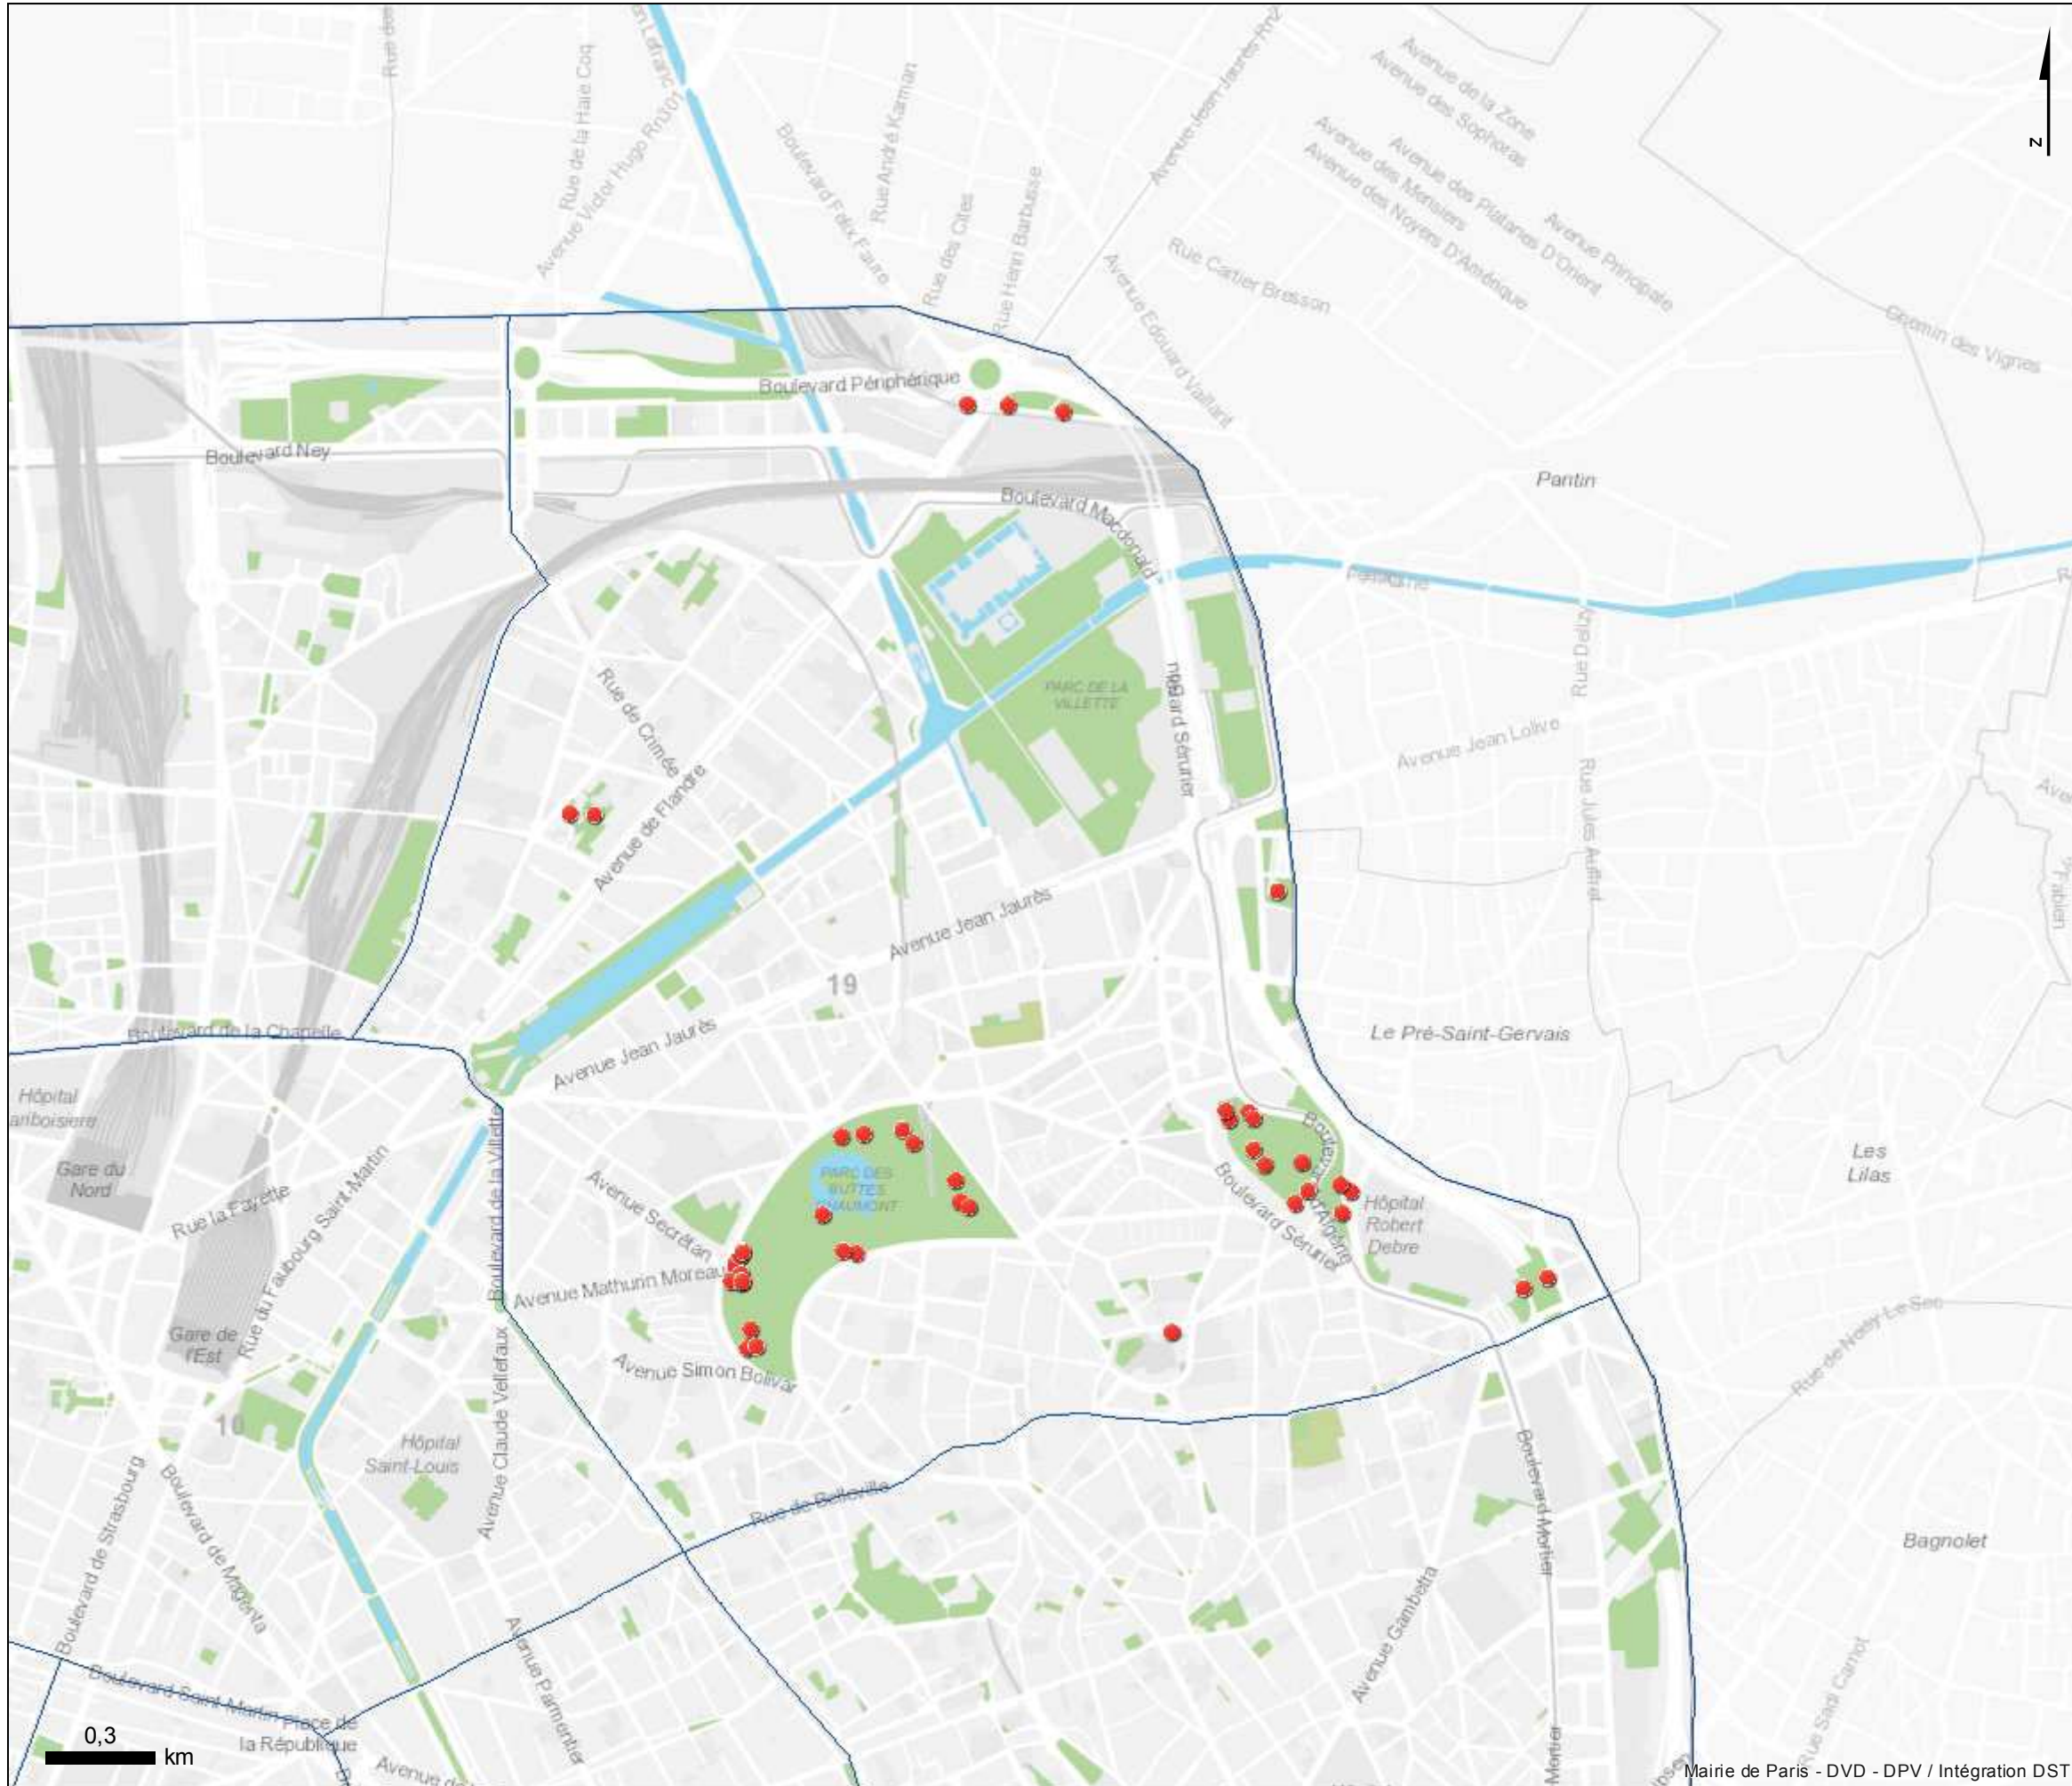 Rue de la Haie Coq
Avenue Victor Hugo Rn301
Boulevard Felix Faure
Rue André Karman
Rue des Cites
Rue Henri Barbusse
Avenue Jean Jaurès Rn2
Avenue Edouard Vaillant
Rue Cartier Bresson
Avenue de la Zone
Avenue des Sophoras
Avenue des Merisiers
Avenue des Platanes D'Orient
Avenue des Noyers D'Amérique
Avenue Principale
Chemin des Vignes
z
Boulevard Périphérique
Boulevard Ney
Boulevard Macdonald
Pantin
Rue Delizy
PARC DE LA
VILLETTE
Rue de Crimée
Avenue de Flandre
Avenue Jean Lolive
Rue Jules Auffret
Avenue Jean Jaurès
19
Boulevard de la Chapelle
Avenue Jean Jaurès
Le Pré-Saint-Gervais
Hôpital
ariboisiere
Gare du
Nord
Rue la Fayette
Rue du Faubourg Saint-Martin
Boulevard de la Villette
Avenue Secrétan
PARC DES
BUTTES
CHAUMONT
Boulevard Sérurier
Hôpital
Robert
Debre
Les
Lilas
Avenue Mathurin Moreau
Gare de
l'Est
Avenue Simon Bolivar
Rue de Noisy Le Sec
10
Hôpital
Saint-Louis
Avenue Claude Vellefaux
Rue de Belleville
Boulevard Mortier
Bagnolet
Boulevard de Strasbourg
Boulevard de Magenta
Avenue Parmentier
Avenue Gambetta
Rue Sadi Carnot
Boulevard Saint-Martin
Place de
la République
0,3
km
Mortier
Mairie de Paris - DVD - DPV / Intégration DSTI